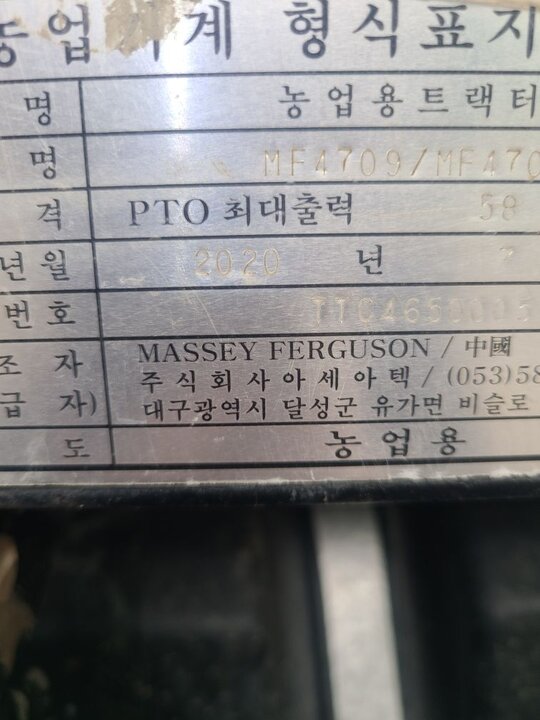 농업기계 형식표지
명 농업용트랙터
명 MF4709/MF470
격 PTO 최대출력 58
년월 2020 년
번호
조 자 MASSEY FERGUSON / 中國
급 자) 주식회사아세아텍 / (053)58
대구광역시 달성군 유가면 비슬로
도 농업용